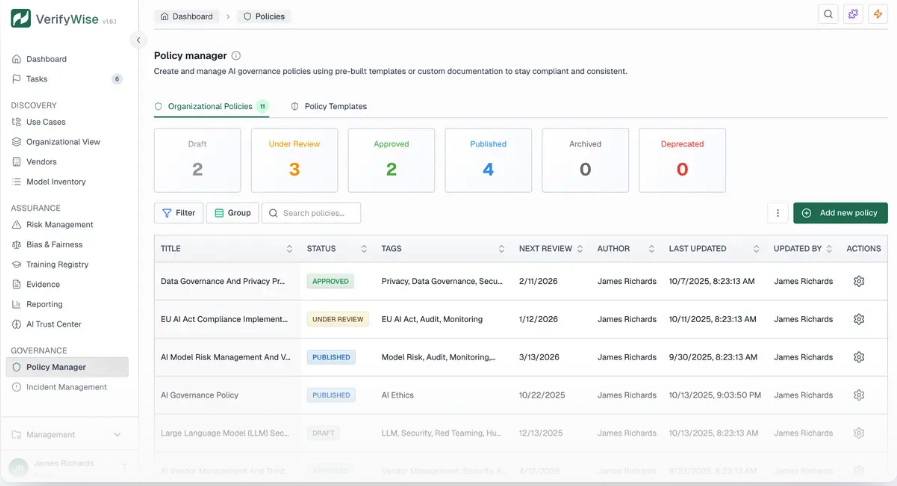 VerifyWise v1.6.1
Dashboard
Tasks 6
DISCOVERY
Use Cases
Organizational View
Vendors
Model Inventory
ASSURANCE
Risk Management
Bias & Fairness
Training Registry
Evidence
Reporting
AI Trust Center
GOVERNANCE
Policy Manager
Incident Management
Management
James Richards
Dashboard > Policies
Policy manager
Create and manage AI governance policies using pre-built templates or custom documentation to stay compliant and consistent.
Organizational Policies 11 Policy Templates
Draft Under Review Approved Published Archived Deprecated
2 3 2 4 0 0
Filter Group Search policies... Add new policy
TITLE STATUS TAGS NEXT REVIEW AUTHOR LAST UPDATED UPDATED BY ACTIONS
Data Governance And Privacy Pr... APPROVED Privacy, Data Governance, Secu... 2/11/2026 James Richards 10/7/2025, 8:23:13 AM James Richards
EU AI Act Compliance Implement... UNDER REVIEW EU AI Act, Audit, Monitoring 1/12/2026 James Richards 10/11/2025, 8:23:13 AM James Richards
AI Model Risk Management And V... PUBLISHED Model Risk, Audit, Monitoring,... 3/13/2026 James Richards 9/30/2025, 8:23:13 AM James Richards
AI Governance Policy PUBLISHED AI Ethics 10/22/2025 James Richards 10/13/2025, 9:03:50 PM James Richards
Large Language Model (LLM) Sec... DRAFT LLM, Security, Red Teaming, Hu... 12/13/2025 James Richards 10/13/2025, 8:23:13 AM James Richards
AI Vendor Management And Third... APPROVED Vendor Management, Security, A... James Richards 9/23/2025, 8:23:13 AM James Richards